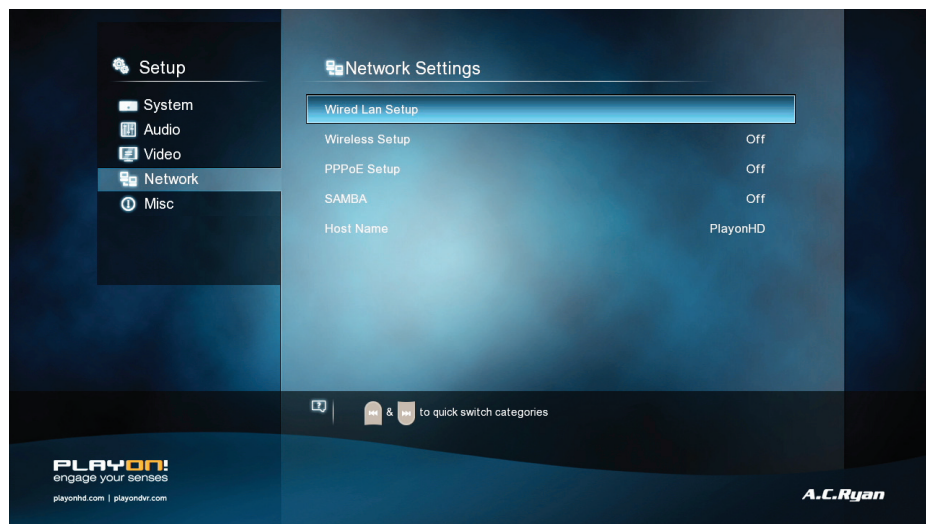 Setup
System
Audio
Video
Network
Misc
Network Settings
Wired Lan Setup
Wireless Setup Off
PPPoE Setup Off
SAMBA Off
Host Name PlayonHD
& to quick switch categories
PLAYON!
engage your senses
playonhd.com | playondvr.com
A.C.Ryan